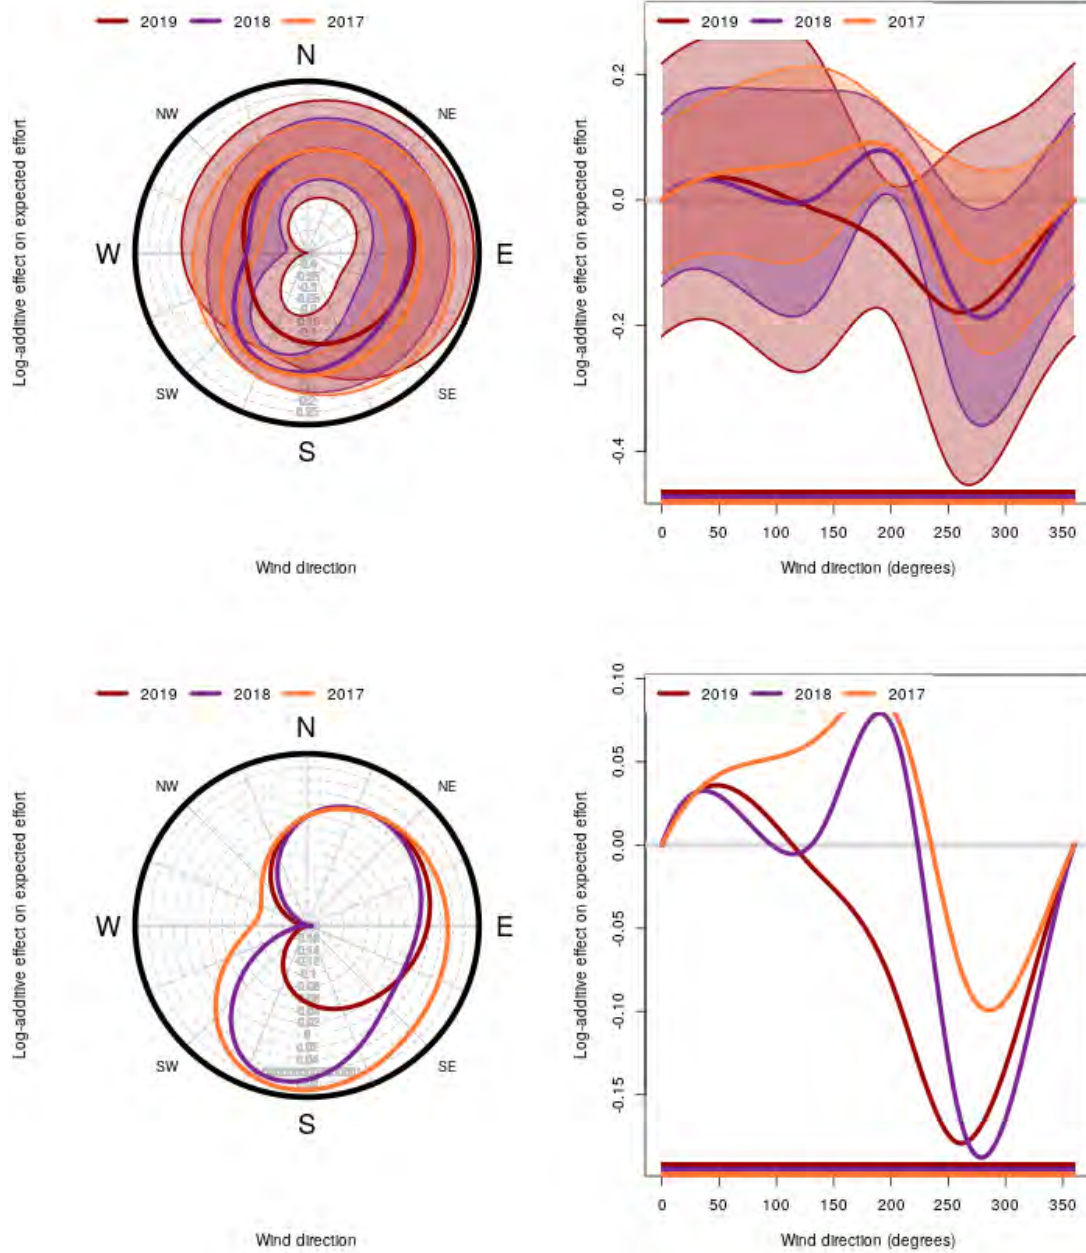 2019 2018 2017
N
NW NE
W E
SW SE
S
Log-additive effect on expected effort
Wind direction
2019 2018 2017
0.2
0.0
-0.2
-0.4
0 50 100 150 200 250 300 350
Log-additive effect on expected effort
Wind direction (degrees)
2019 2018 2017
N
NW NE
W E
SW SE
S
Log-additive effect on expected effort
Wind direction
2019 2018 2017
0.10
0.05
0.00
-0.05
-0.10
-0.15
0 50 100 150 200 250 300 350
Log-additive effect on expected effort
Wind direction (degrees)